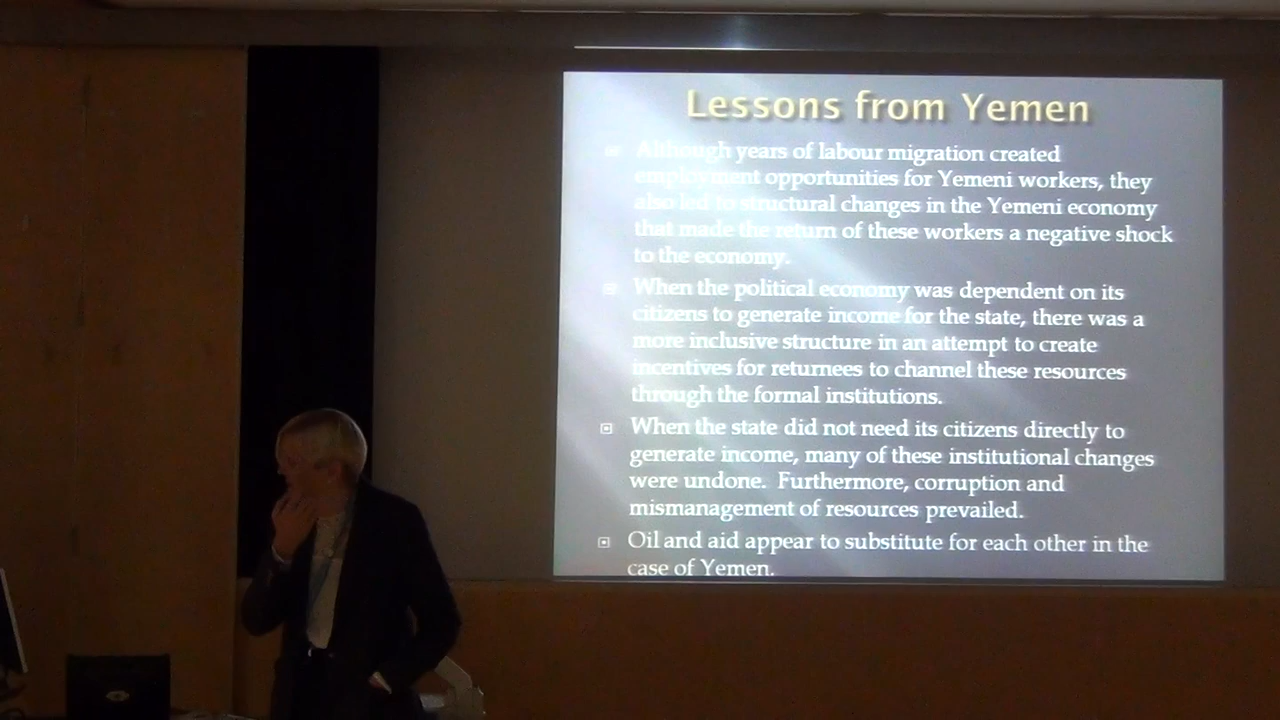 Lessons from Yemen
Although years of labour migration created
employment opportunities for Yemeni workers, they
also led to structural changes in the Yemeni economy
that made the return of these workers a negative shock
to the economy.
When the political economy was dependent on its
citizens to generate income for the state, there was a
more inclusive structure in an attempt to create
incentives for returnees to channel these resources
through the formal institutions.
When the state did not need its citizens directly to
generate income, many of these institutional changes
were undone. Furthermore, corruption and
mismanagement of resources prevailed.
Oil and aid appear to substitute for each other in the
case of Yemen.